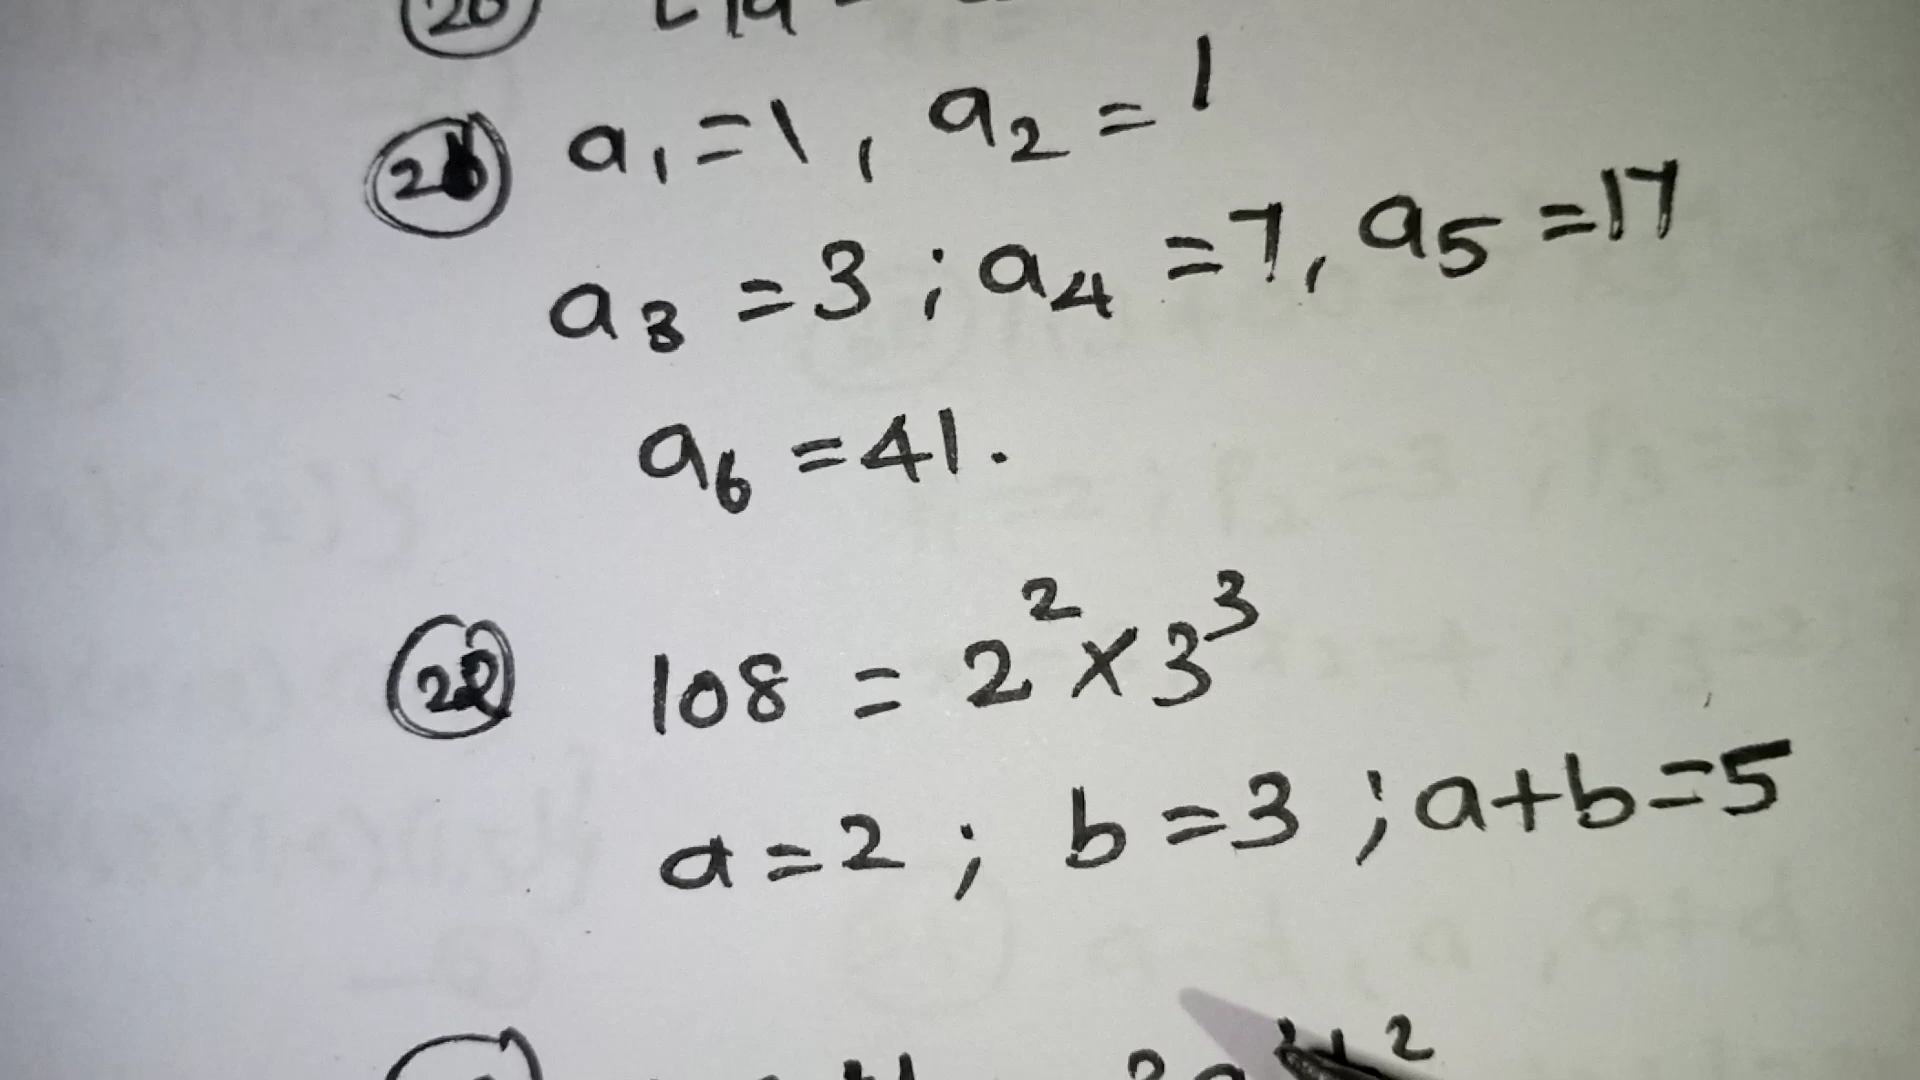 20
21 a₁ = 1, a₂ = 1
a₃ = 3 ; a₄ = 7, a₅ = 17
a₆ = 41.
22 108 = 2² × 3³
a = 2 ; b = 3 ; a+b = 5